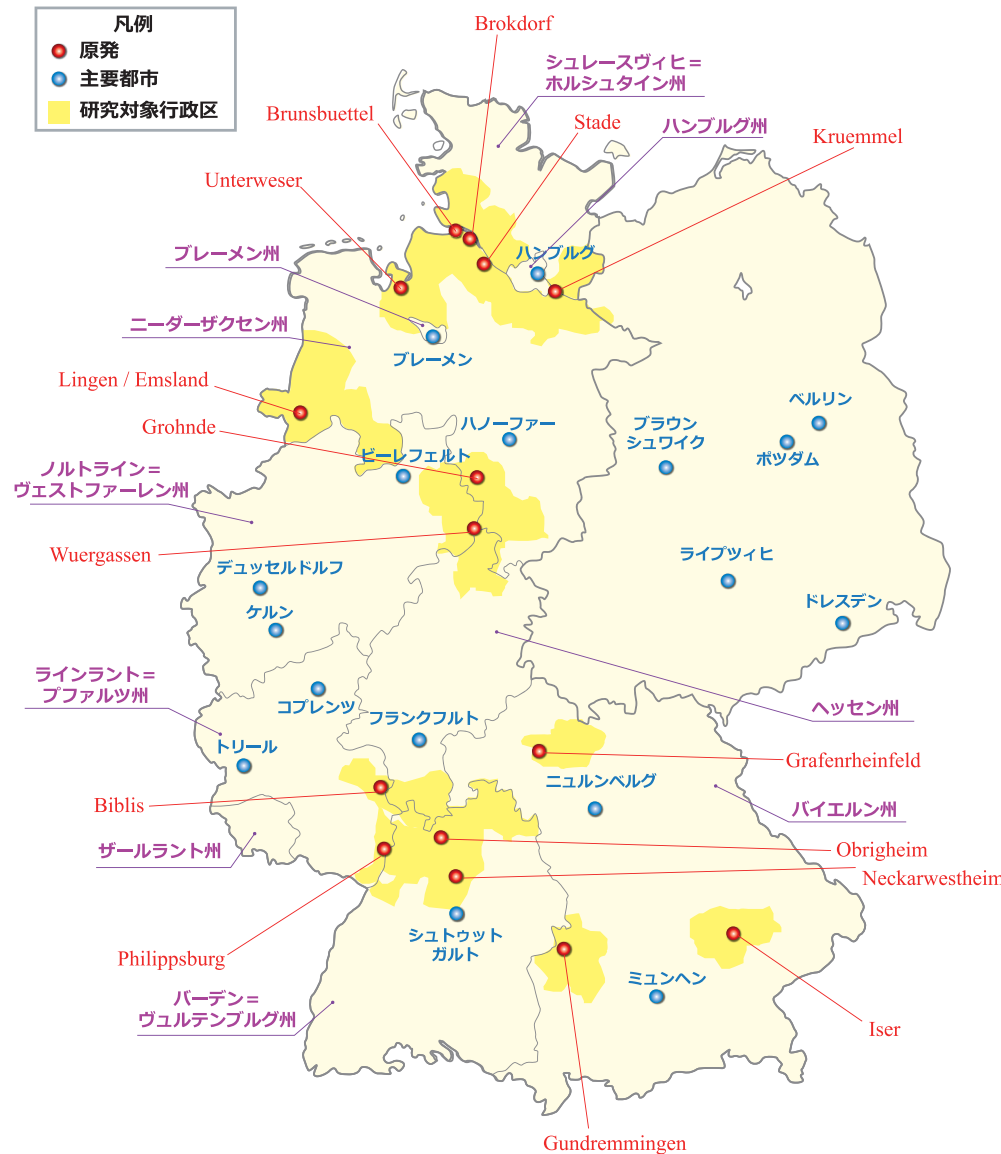 凡例
原発
主要都市
研究対象行政区
Brokdorf
シュレースヴィヒ＝
ホルシュタイン州
Brunsbuettel
Stade
ハンブルグ州
Kruemmel
Unterweser
ブレーメン州
ハンブルグ
ニーダーザクセン州
ブレーメン
Lingen / Emsland
Grohnde
ハノーファー
ブラウン
シュワイク
ベルリン
ポツダム
ビーレフェルト
ノルトライン＝
ヴェストファーレン州
Wuergassen
デュッセルドルフ
ライプツィヒ
ケルン
ドレスデン
ラインラント＝
プファルツ州
コブレンツ
フランクフルト
ヘッセン州
トリール
Grafenrheinfeld
ニュルンベルグ
Biblis
バイエルン州
ザールラント州
Obrigheim
Neckarwestheim
シュトゥット
ガルト
Philippsburg
ミュンヘン
バーデン＝
ヴュルテンブルグ州
Iser
Gundremmingen